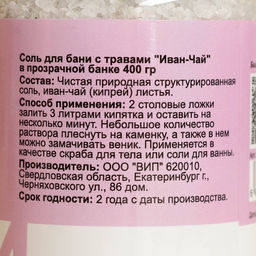 Соль для бани с травами "Иван-Чай"
в прозрачной банке 400 гр
Состав: Чистая природная структурированная
соль, иван-чай (кипрей) листья.
Способ применения: 2 столовые ложки
залить 3 литрами кипятка и оставить на
несколько минут. Небольшое количество
раствора плеснуть на каменку, а также в нем
можно замачивать веник. Применяется в
качестве скраба для тела или соли для ванны.
Производитель: ООО "ВИП" 620010,
Свердловская область, Екатеринбург г.,
Черняховского ул., 86 дом.
Срок годности: 2 года с даты производства.